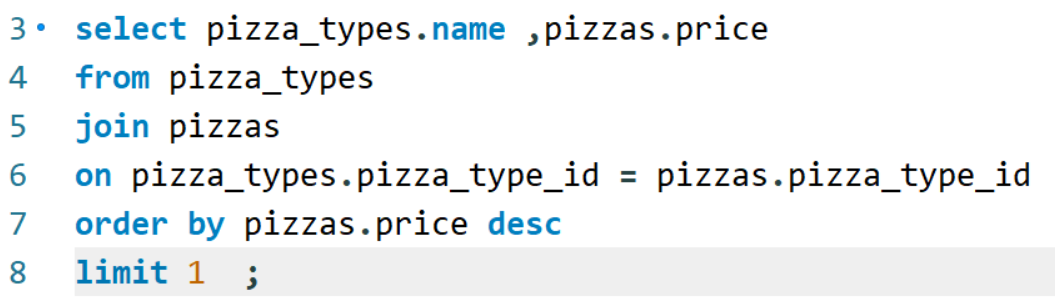 3 select pizza_types.name ,pizzas.price
4 from pizza_types
5 join pizzas
6 on pizza_types.pizza_type_id = pizzas.pizza_type_id
7 order by pizzas.price desc
8 limit 1 ;